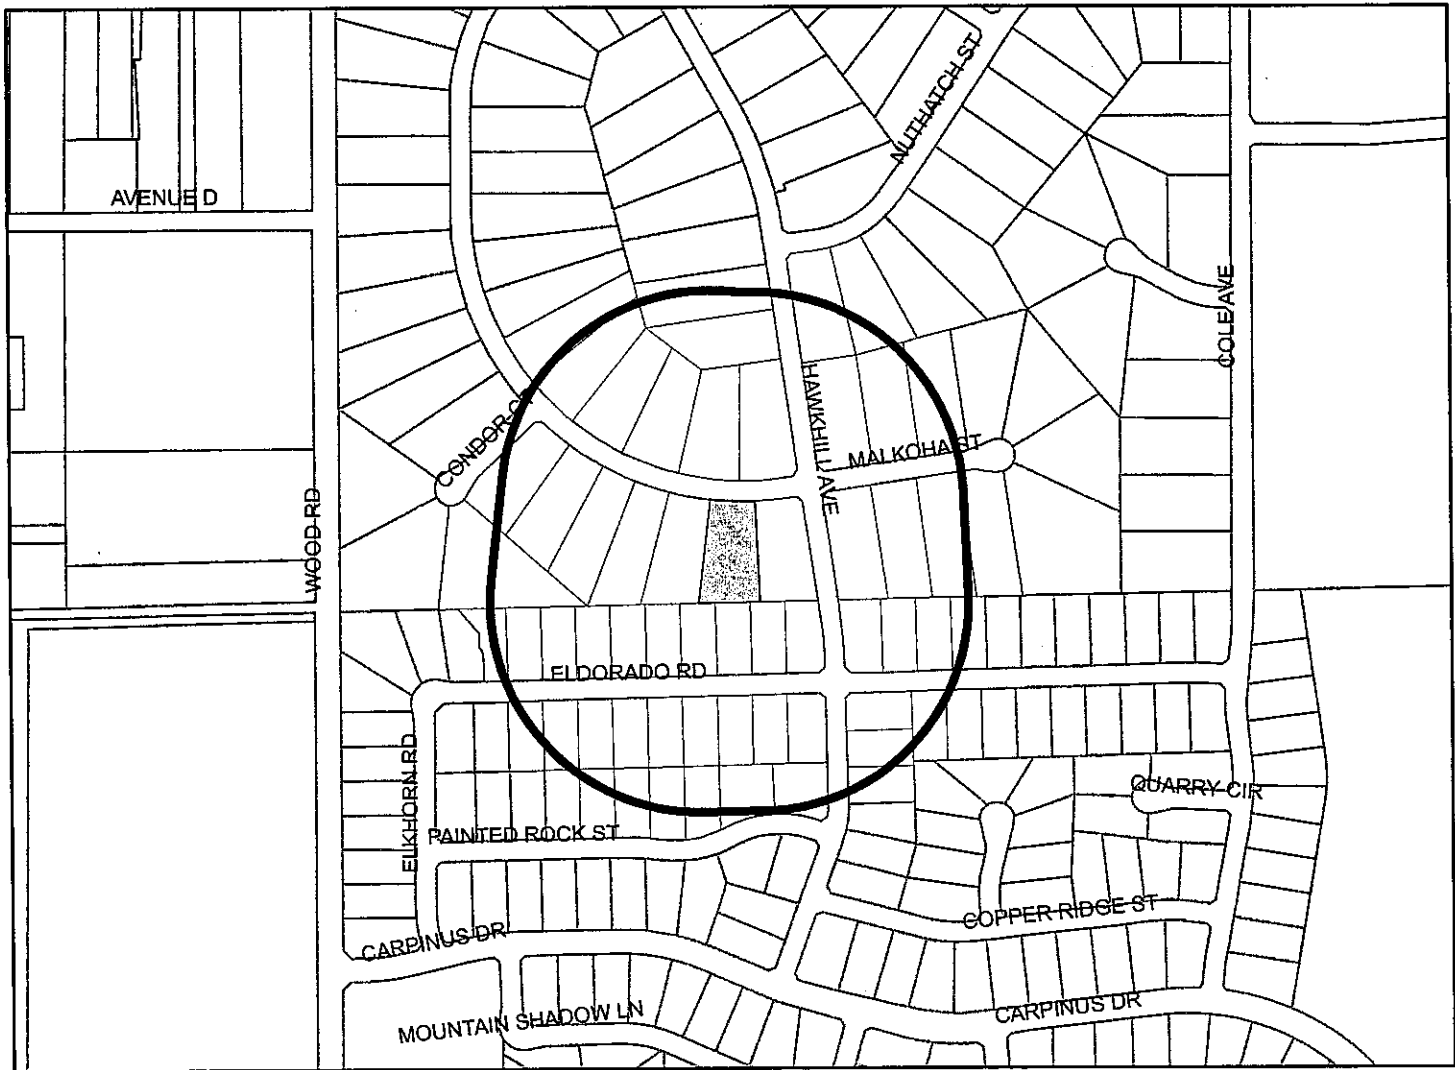 NUTHATCH ST
AVENUE D
COLE AVE
CONDOR CR
HAWKHILL AVE
MALKOHA ST
WOOD RD
ELDORADO RD
ELKHORN RD
QUARRY CIR
PAINTED ROCK ST
COPPER RIDGE ST
CARPINUS DR
CARPINUS DR
MOUNTAIN SHADOW LN